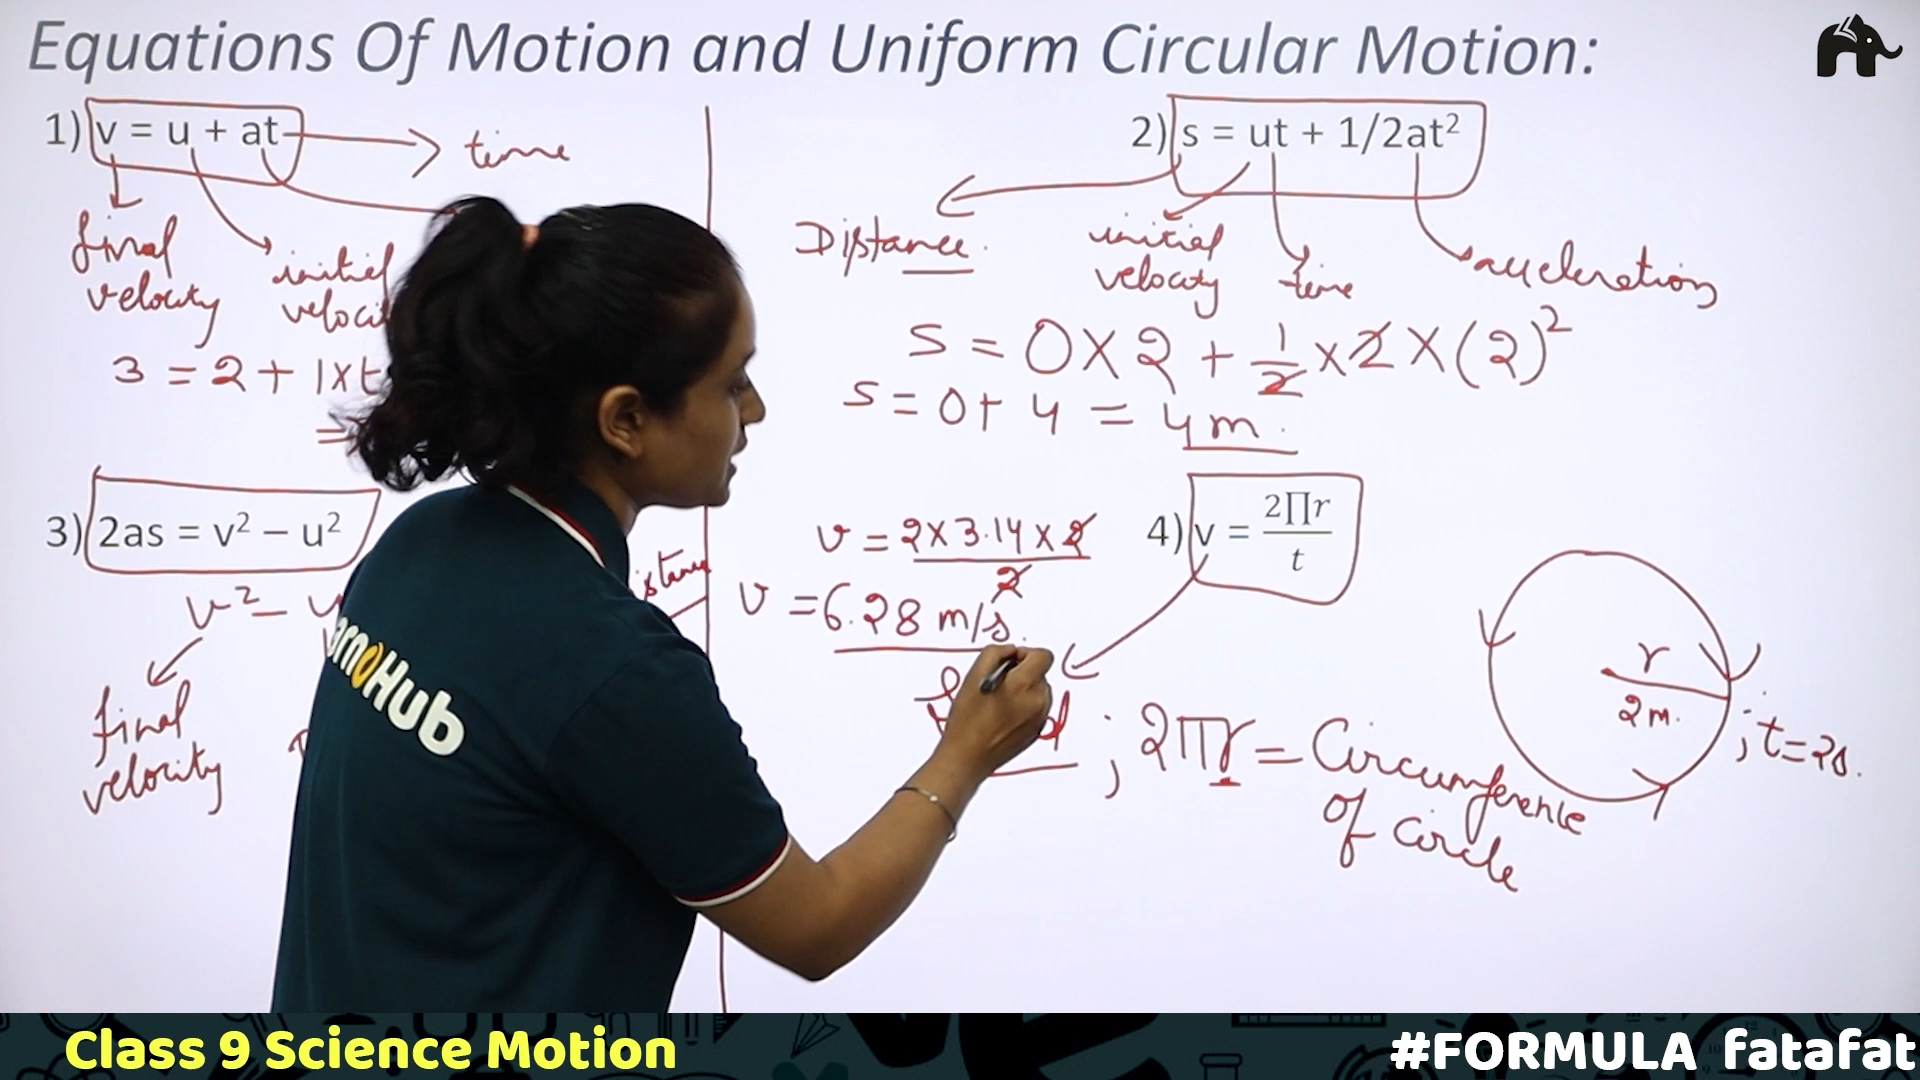 Equations Of Motion and Uniform Circular Motion:
1) v = u + at
time
final
velocity
initial
3 = 2 + 1 x t
=
2) s = ut + 1/2at²
Distance.
initial
velocity
time
acceleration
s = 0 x 2 + 1/2 x 2 x (2)²
s = 0 + 4 = 4m.
3) 2as = v² – u²
v² -
final
velocity
4) v = 2∏r/t
v = 2 x 3.14 x 2 / 2
v = 6.28 m/s.
; 2πr = Circumference
of circle
r
2m.
; t = 2s.
arnoHub
Class 9 Science Motion
#FORMULA fatafat